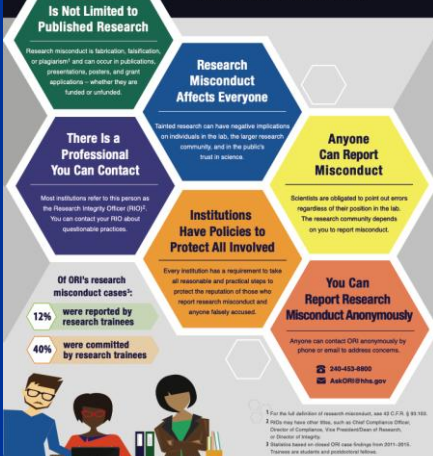 Is Not Limited to
Published Research
Research misconduct is fabrication, falsification,
or plagiarism¹ and can occur in publications,
presentations, posters, and grant
applications – whether they are
funded or unfunded.
Research
Misconduct
Affects Everyone
Tainted research can have negative implications
on individuals in the lab, the larger research
community, and in the public's
trust in science.
There Is a
Professional
You Can Contact
Most institutions refer to this person as
the Research Integrity Officer (RIO)².
You can contact your RIO about
questionable practices.
Anyone
Can Report
Misconduct
Scientists are obligated to point out errors
regardless of their position in the lab.
The research community depends
on you to report misconduct.
Institutions
Have Policies to
Protect All Involved
Every institution has a requirement to take
all reasonable and practical steps to
protect the reputation of those who
report research misconduct and
anyone falsely accused.
Of ORI's research
misconduct cases³:
12% were reported by
research trainees
40% were committed
by research trainees
You Can
Report Research
Misconduct Anonymously
Anyone can contact ORI anonymously by
phone or email to address concerns.
240-453-8800
AskORI@hhs.gov
¹ For the full definition of research misconduct, see 42 C.F.R. § 93.103.
² RIOs may have other titles, such as Chief Compliance Officer,
Director of Compliance, Vice President/Dean of Research,
or Director of Integrity.
³ Statistics based on closed ORI case findings from 2011–2015.
Trainees are students and postdoctoral fellows.